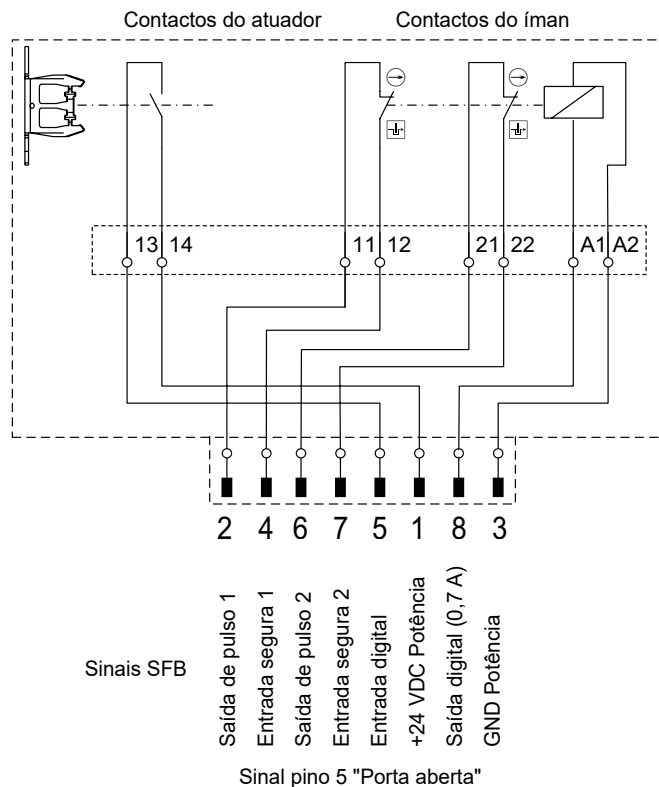 Contactos do atuador Contactos do íman
13 14 11 12 21 22 A1 A2
2 4 6 7 5 1 8 3
Sinais SFB
Saída de pulso 1
Entrada segura 1
Saída de pulso 2
Entrada segura 2
Entrada digital
+24 VDC Potência
Saída digital (0,7 A)
GND Potência
Sinal pino 5 "Porta aberta"